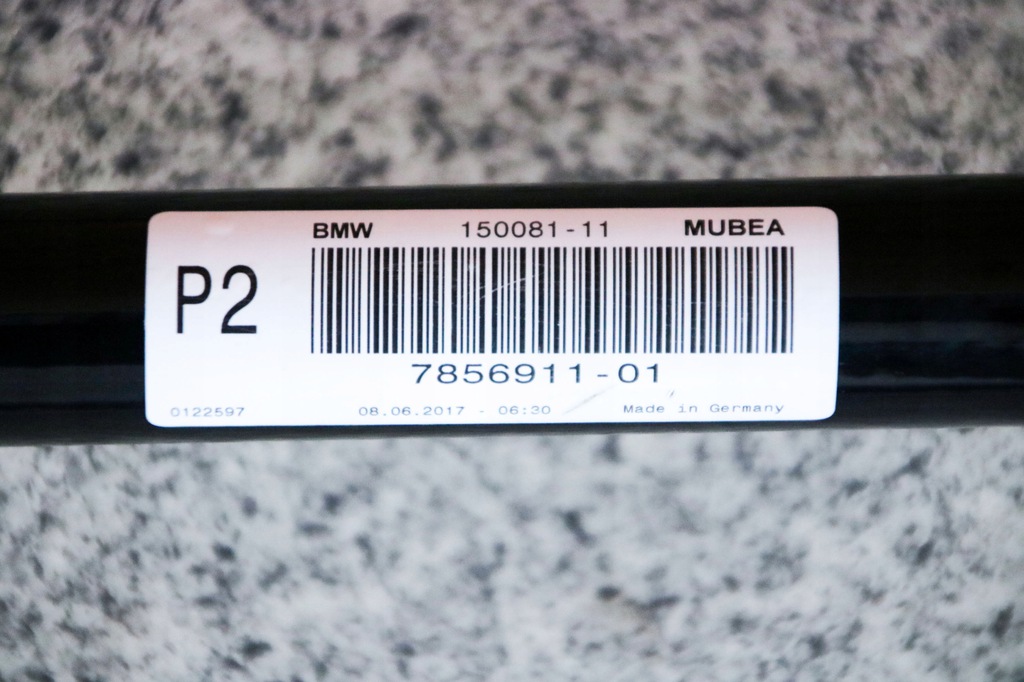 BMW 150081-11 MUBEA
P2
7856911-01
0122597 08.06.2017 - 06:30 Made in Germany